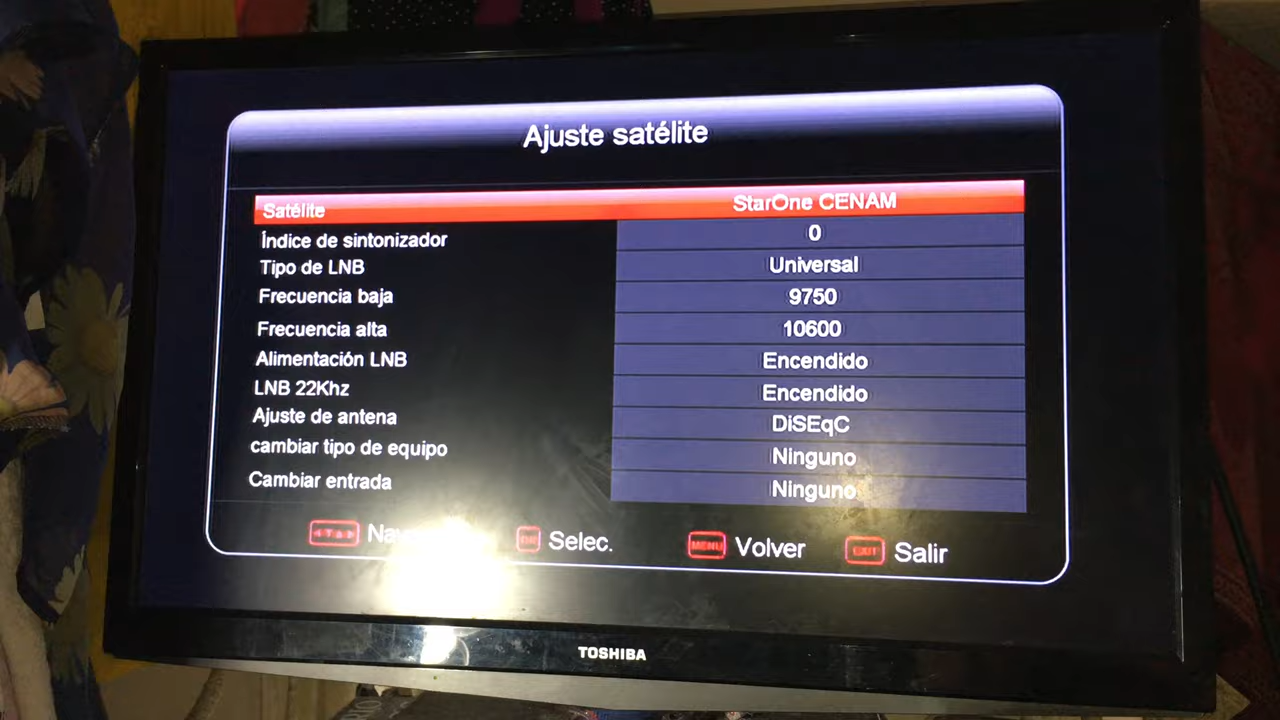 Ajuste satélite
Satélite StarOne CENAM
Índice de sintonizador 0
Tipo de LNB Universal
Frecuencia baja 9750
Frecuencia alta 10600
Alimentación LNB Encendido
LNB 22Khz Encendido
Ajuste de antena DiSEqC
cambiar tipo de equipo Ninguno
Cambiar entrada Ninguno
OK Selec. MENU Volver EXIT Salir
TOSHIBA